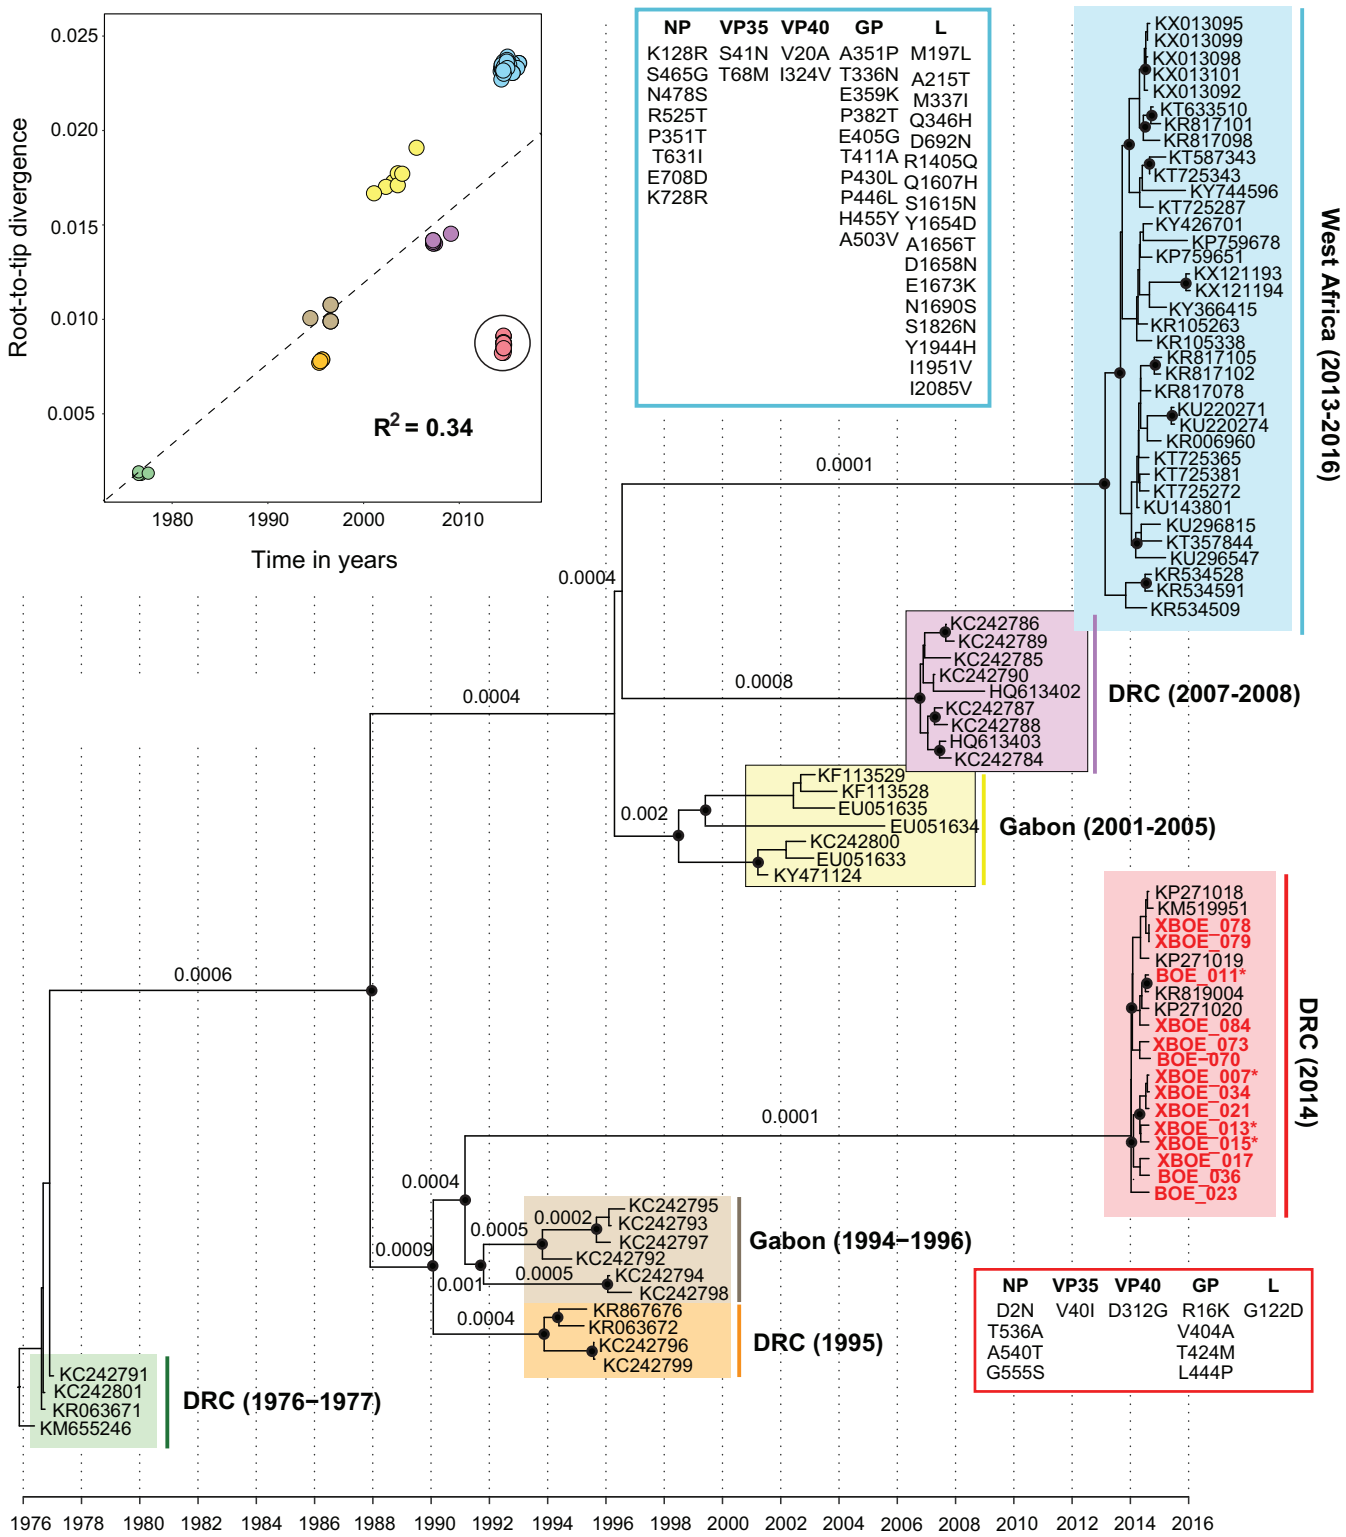 0.025
0.020
0.015
0.010
0.005
Root-to-tip divergence
R2 = 0.34
1980 1990 2000 2010
Time in years
NP VP35 VP40 GP L
K128R S41N V20A A351P M197L
S465G T68M I324V T336N A215T
N478S E359K M337I
R525T P382T Q346H
P351T E405G D692N
T631I T411A R1405Q
E708D P430L Q1607H
K728R P446L S1615N
H455Y Y1654D
A503V A1656T
D1658N
E1673K
N1690S
S1826N
Y1944H
I1951V
I2085V
KX013095
KX013099
KX013098
KX013101
KX013092
KT633510
KR817101
KR817098
KT587343
KT725343
KY744596
KT725287
KY426701
KP759678
KP759651
KX121193
KX121194
KY366415
KR105263
KR105338
KR817105
KR817102
KR817078
KU220271
KU220274
KR006960
KT725365
KT725381
KT725272
KU143801
KU296815
KT357844
KU296547
KR534528
KR534591
KR534509
West Africa (2013-2016)
0.0001
0.0004
0.0008
0.0004
0.002
KC242786
KC242789
KC242785
KC242790
HQ613402
KC242787
KC242788
HQ613403
KC242784
DRC (2007-2008)
KF113529
KF113528
EU051635
EU051634
KC242800
EU051633
KY471124
Gabon (2001-2005)
KP271018
KM519951
XBOE_078
XBOE_079
KP271019
BOE_011*
KR819004
KP271020
XBOE_084
XBOE_073
BOE−070
XBOE_007*
XBOE_034
XBOE_021
XBOE_013*
XBOE_015*
XBOE_017
BOE_036
BOE_023
DRC (2014)
0.0006
0.0001
0.0004
0.0009
0.0005
0.0002
0.001
0.0005
0.0004
KC242795
KC242793
KC242797
KC242792
KC242794
KC242798
Gabon (1994−1996)
KR867676
KR063672
KC242796
KC242799
DRC (1995)
NP VP35 VP40 GP L
D2N V40I D312G R16K G122D
T536A V404A
A540T T424M
G555S L444P
KC242791
KC242801
KR063671
KM655246
DRC (1976−1977)
1976 1978 1980 1982 1984 1986 1988 1990 1992 1994 1996 1998 2000 2002 2004 2006 2008 2010 2012 2014 2016